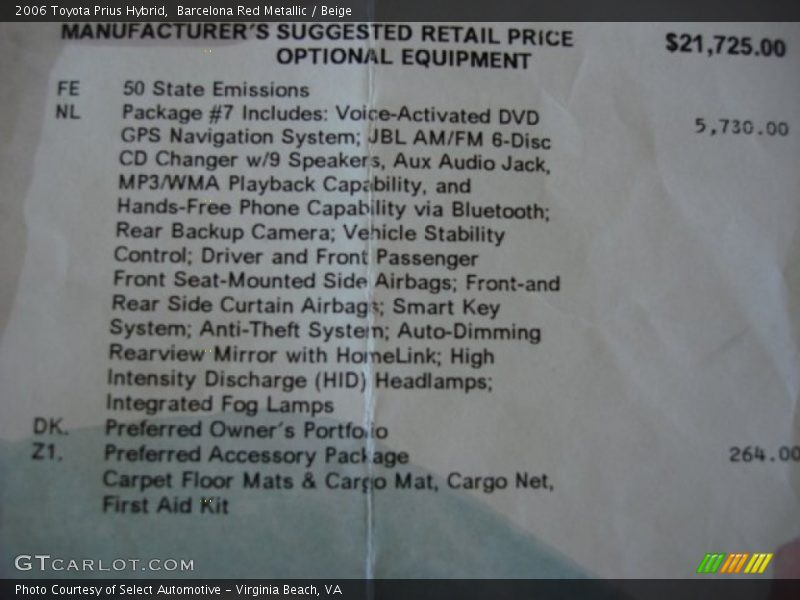 2006 Toyota Prius Hybrid, Barcelona Red Metallic / Beige
MANUFACTURER'S SUGGESTED RETAIL PRICE $21,725.00
OPTIONAL EQUIPMENT
FE 50 State Emissions
NL Package #7 Includes: Voice-Activated DVD 5,730.00
GPS Navigation System; JBL AM/FM 6-Disc
CD Changer w/9 Speakers, Aux Audio Jack,
MP3/WMA Playback Capability, and
Hands-Free Phone Capability via Bluetooth;
Rear Backup Camera; Vehicle Stability
Control; Driver and Front Passenger
Front Seat-Mounted Side Airbags; Front-and
Rear Side Curtain Airbags; Smart Key
System; Anti-Theft System; Auto-Dimming
Rearview Mirror with HomeLink; High
Intensity Discharge (HID) Headlamps;
Integrated Fog Lamps
DK. Preferred Owner's Portfolio
Z1. Preferred Accessory Package 264.00
Carpet Floor Mats & Cargo Mat, Cargo Net,
First Aid Kit
GTCARLOT.COM
Photo Courtesy of Select Automotive - Virginia Beach, VA